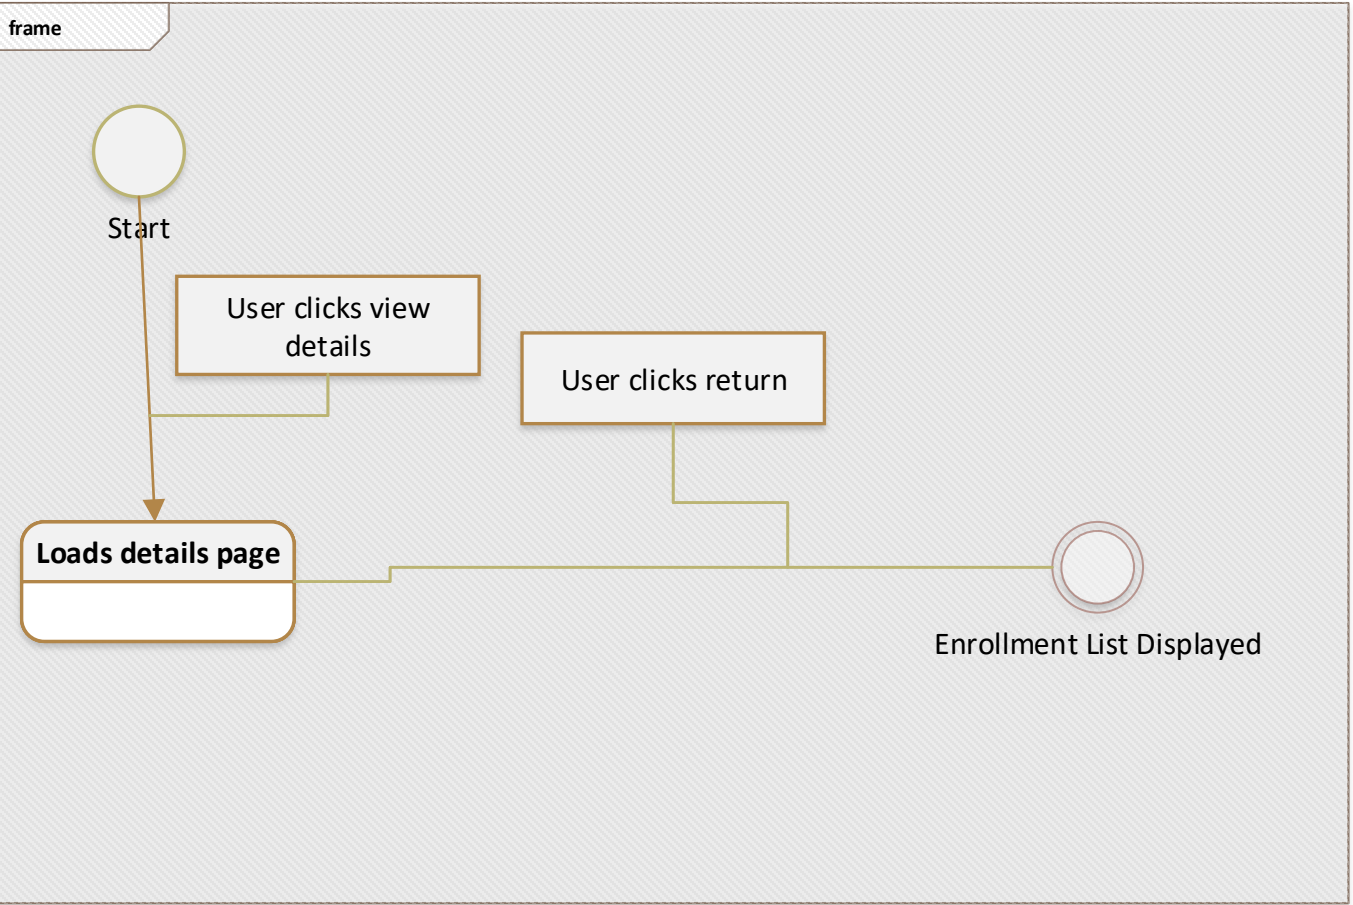 frame
Start
User clicks view
details
User clicks return
Loads details page
Enrollment List Displayed